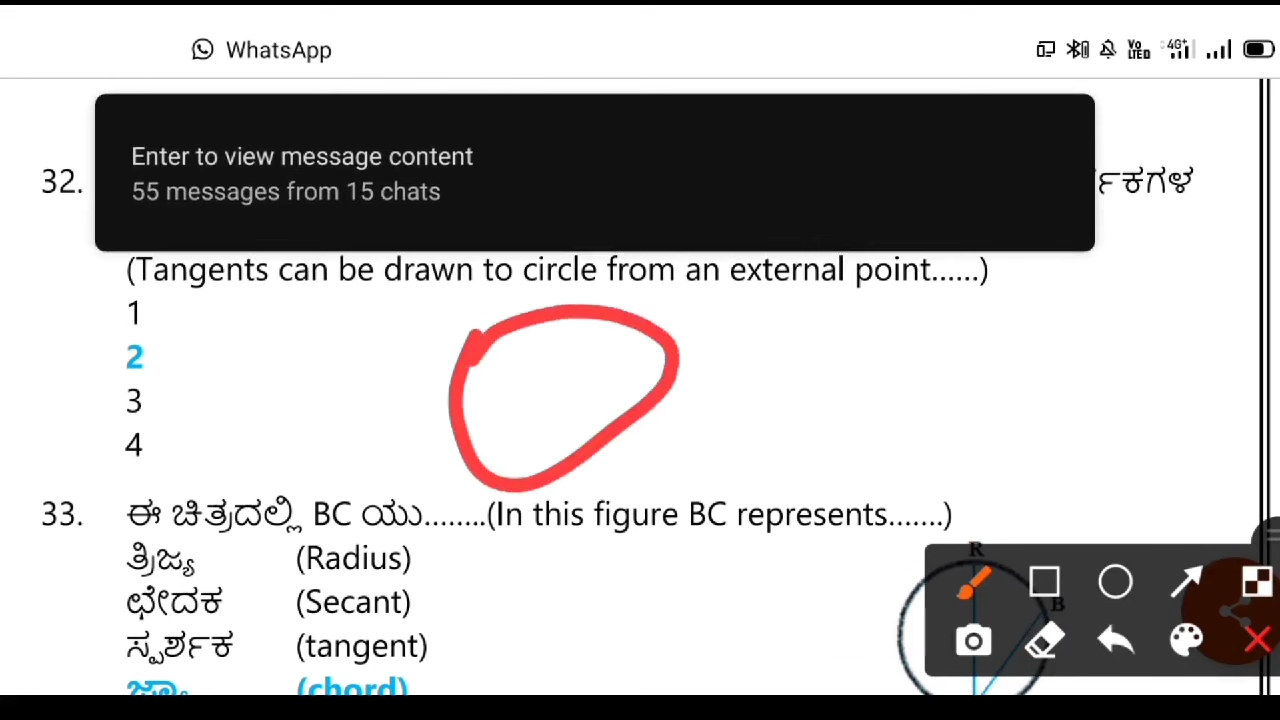 WhatsApp
Enter to view message content
55 messages from 15 chats
32.
(Tangents can be drawn to circle from an external point......)
1
2
3
4
33. ಈ ಚಿತ್ರದಲ್ಲಿ BC ಯು........(In this figure BC represents.......)
ತ್ರಿಜ್ಯ (Radius)
ಛೇದಕ (Secant)
ಸ್ಪರ್ಶಕ (tangent)
ಜ್ಯಾ (chord)
R
B